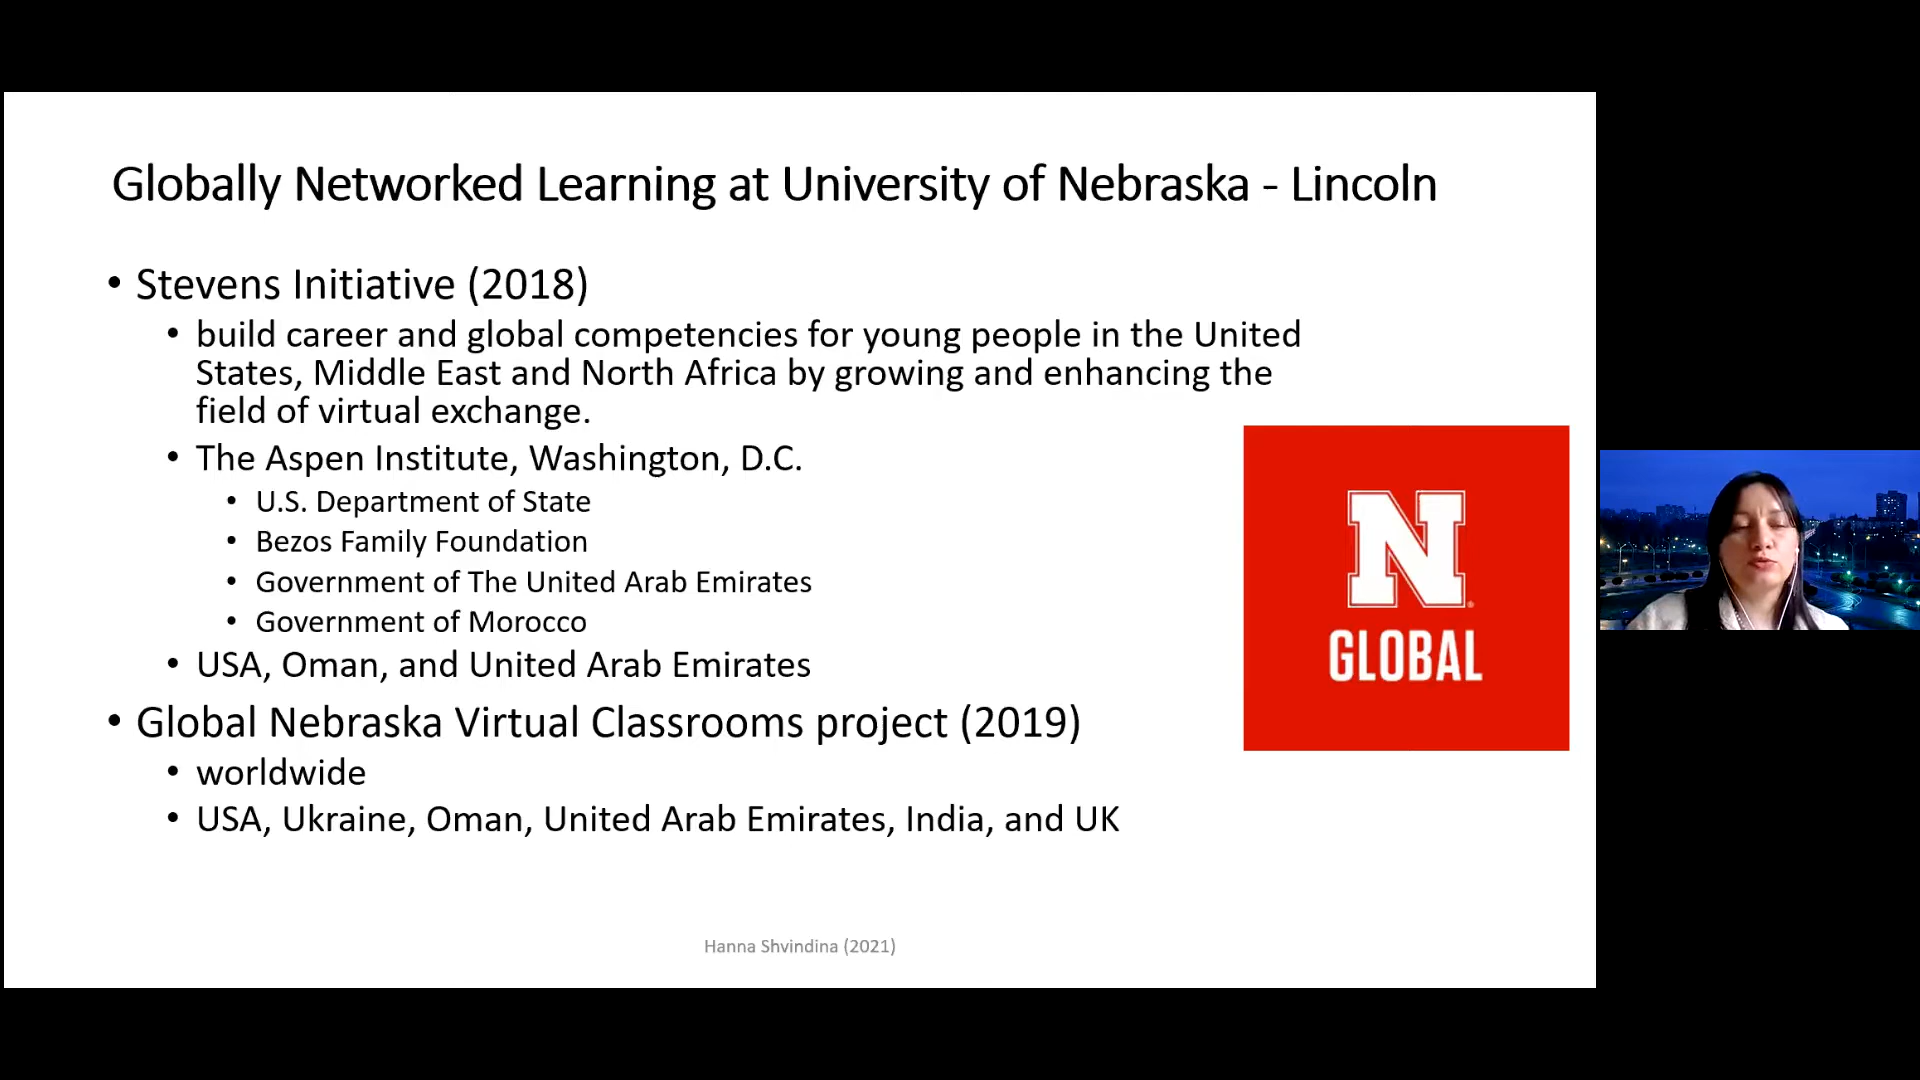 Globally Networked Learning at University of Nebraska - Lincoln
• Stevens Initiative (2018)
• build career and global competencies for young people in the United
States, Middle East and North Africa by growing and enhancing the
field of virtual exchange.
• The Aspen Institute, Washington, D.C.
• U.S. Department of State
• Bezos Family Foundation
• Government of The United Arab Emirates
• Government of Morocco
• USA, Oman, and United Arab Emirates
• Global Nebraska Virtual Classrooms project (2019)
• worldwide
• USA, Ukraine, Oman, United Arab Emirates, India, and UK
N
GLOBAL
Hanna Shvindina (2021)